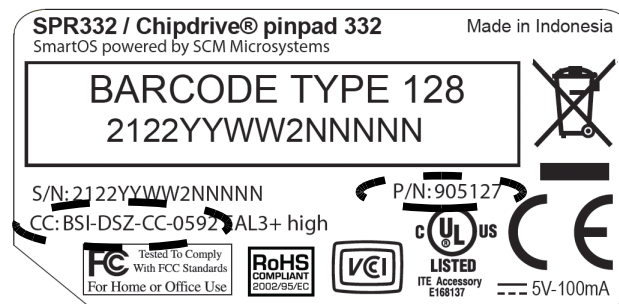 SPR332 / Chipdrive® pinpad 332
Made in Indonesia
SmartOS powered by SCM Microsystems
BARCODE TYPE 128
2122YYWW2NNNNN
S/N:2122YYWW2NNNNN
P/N:905127
CC:BSI-DSZ-CC-0592 EAL3+ high
FC
Tested To Comply
With FCC Standards
For Home or Office Use
RoHS
COMPLIANT
2002/95/EC
VCI
C UL US
LISTED
ITE Accessory
E168137
CE
5V-100mA